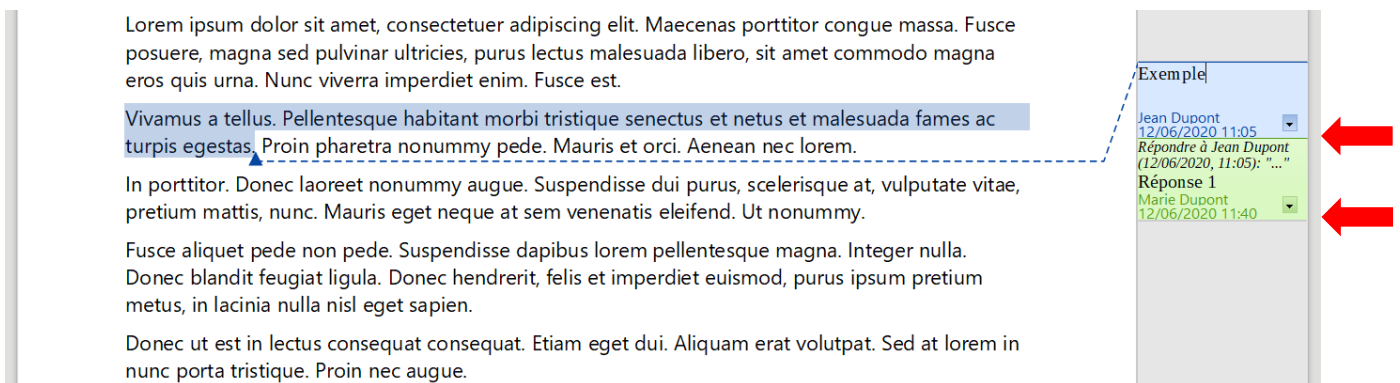 Lorem ipsum dolor sit amet, consectetuer adipiscing elit. Maecenas porttitor congue massa. Fusce
posuere, magna sed pulvinar ultricies, purus lectus malesuada libero, sit amet commodo magna
eros quis urna. Nunc viverra imperdiet enim. Fusce est.
Vivamus a tellus. Pellentesque habitant morbi tristique senectus et netus et malesuada fames ac
turpis egestas. Proin pharetra nonummy pede. Mauris et orci. Aenean nec lorem.
In porttitor. Donec laoreet nonummy augue. Suspendisse dui purus, scelerisque at, vulputate vitae,
pretium mattis, nunc. Mauris eget neque at sem venenatis eleifend. Ut nonummy.
Fusce aliquet pede non pede. Suspendisse dapibus lorem pellentesque magna. Integer nulla.
Donec blandit feugiat ligula. Donec hendrerit, felis et imperdiet euismod, purus ipsum pretium
metus, in lacinia nulla nisl eget sapien.
Donec ut est in lectus consequat consequat. Etiam eget dui. Aliquam erat volutpat. Sed at lorem in
nunc porta tristique. Proin nec augue.
Exemple
Jean Dupont
12/06/2020 11:05
Répondre à Jean Dupont
(12/06/2020, 11:05): "..."
Réponse 1
Marie Dupont
12/06/2020 11:40